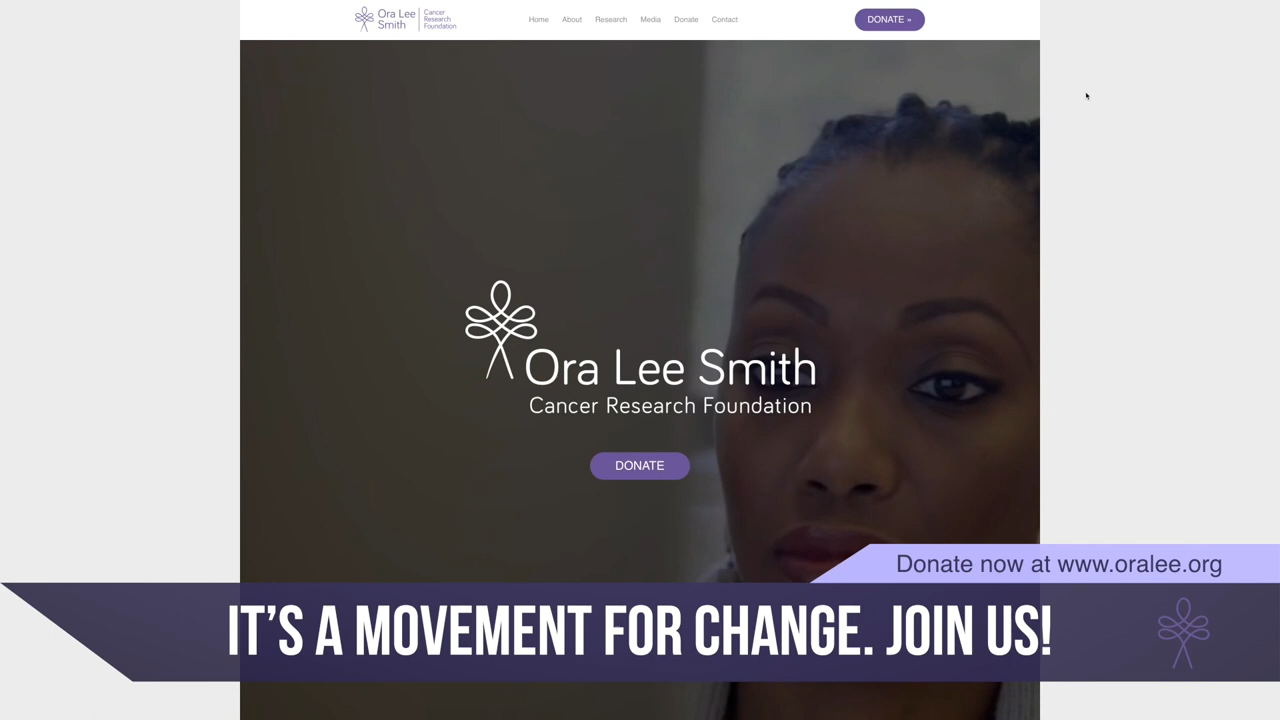 Ora Lee
Smith
Cancer
Research
Foundation
Home About Research Media Donate Contact
DONATE »
Ora Lee Smith
Cancer Research Foundation
DONATE
Donate now at www.oralee.org
IT'S A MOVEMENT FOR CHANGE. JOIN US!